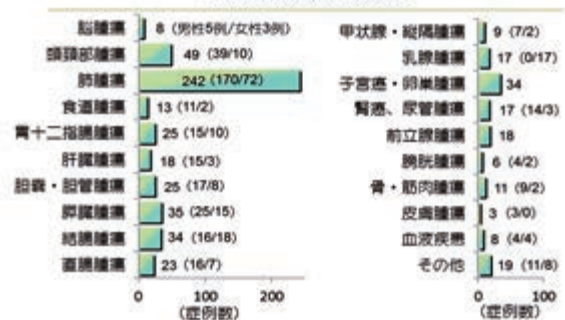 脳腫瘍 8 (男性5例/女性3例)
頭頸部腫瘍 49 (39/10)
肺腫瘍 242 (170/72)
食道腫瘍 13 (11/2)
胃十二指腸腫瘍 25 (15/10)
肝臓腫瘍 18 (15/3)
胆嚢・胆管腫瘍 25 (17/8)
膵臓腫瘍 35 (25/15)
結腸腫瘍 34 (16/18)
直腸腫瘍 23 (16/7)
0 100 200
(症例数)
甲状腺・縦隔腫瘍 9 (7/2)
乳腺腫瘍 17 (0/17)
子宮癌・卵巣腫瘍 34
腎癌、尿管腫瘍 17 (14/3)
前立腺腫瘍 18
膀胱腫瘍 6 (4/2)
骨・筋肉腫瘍 11 (9/2)
皮膚腫瘍 3 (3/0)
血液疾患 8 (4/4)
その他 19 (11/8)
0 100
(症例数)